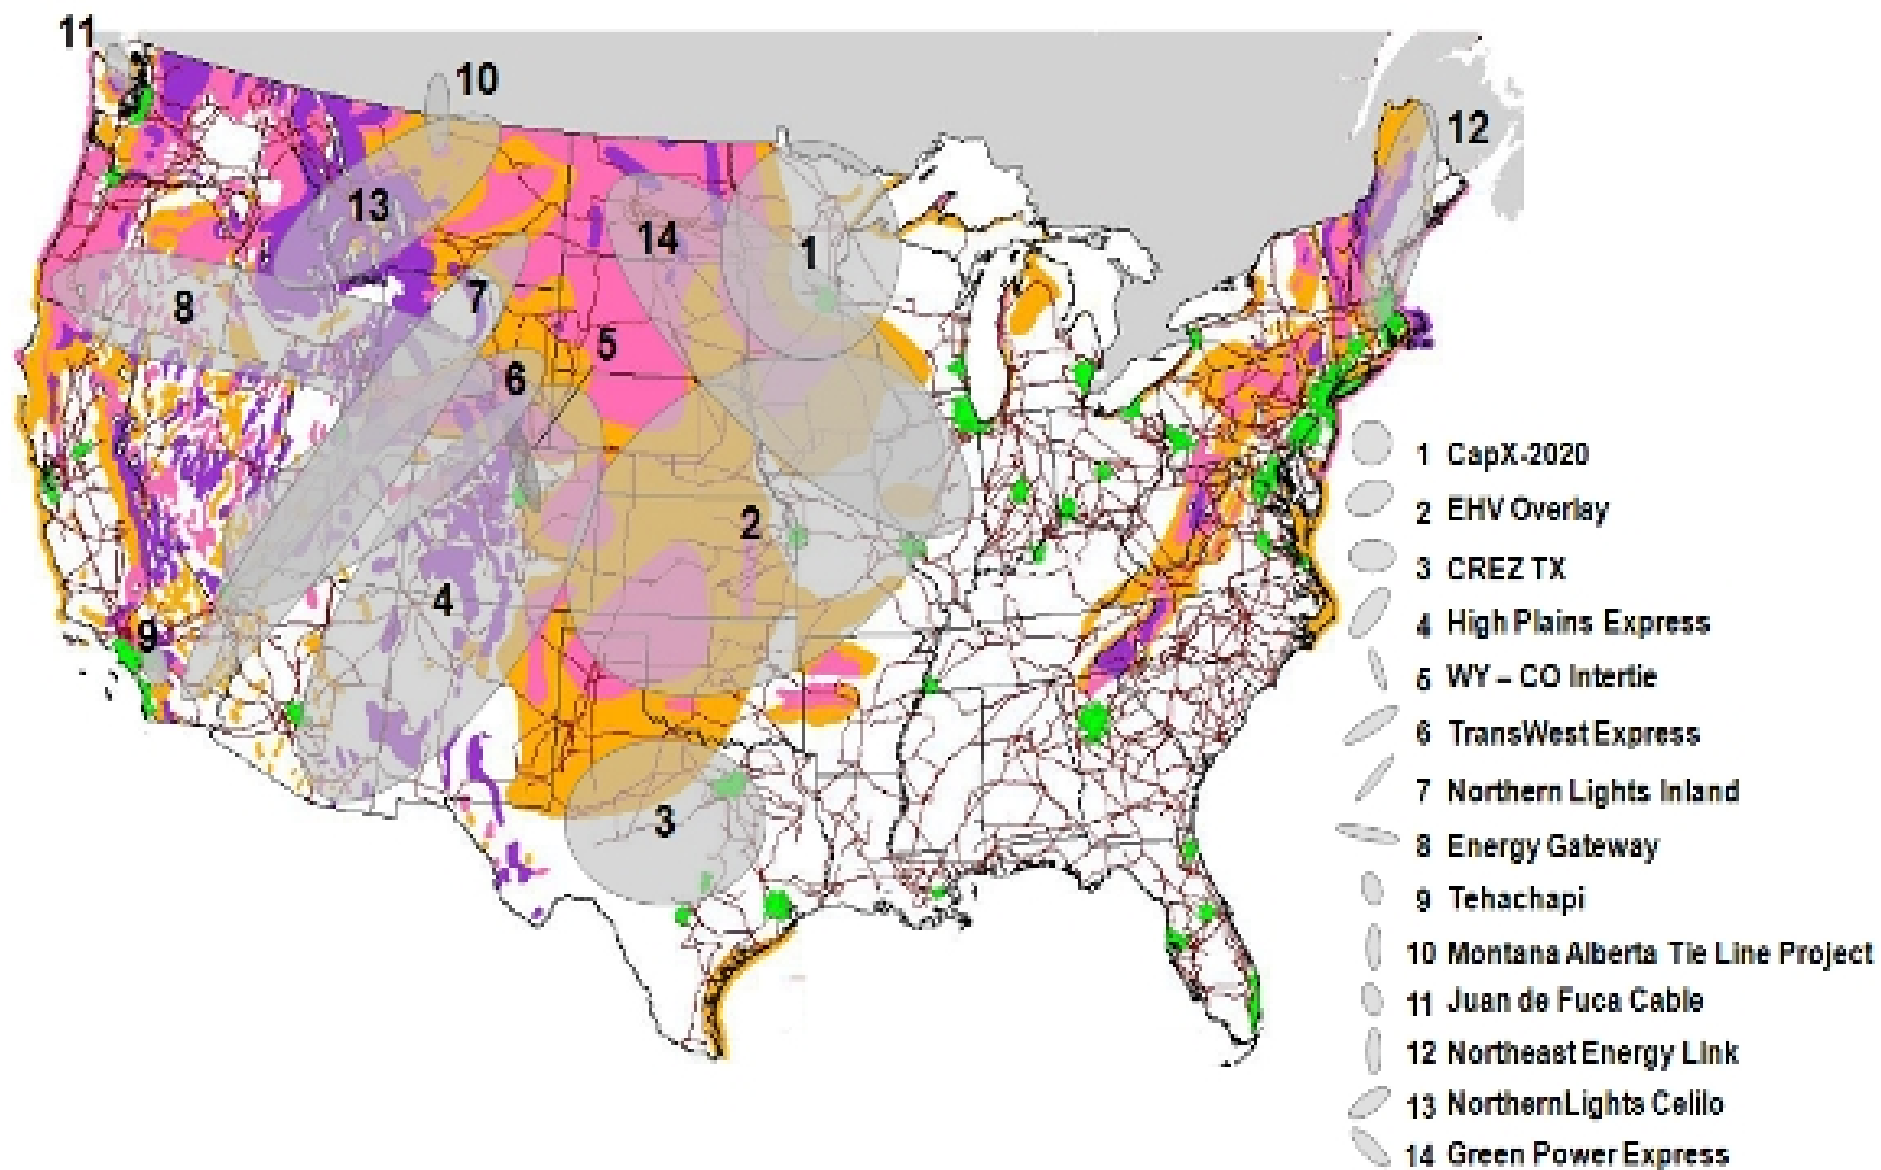 11
10
12
13
14
1
8
7
5
6
2
4
9
3
1 CapX-2020
2 EHV Overlay
3 CREZ TX
4 High Plains Express
5 WY – CO Intertie
6 TransWest Express
7 Northern Lights Inland
8 Energy Gateway
9 Tehachapi
10 Montana Alberta Tie Line Project
11 Juan de Fuca Cable
12 Northeast Energy Link
13 NorthernLights Celilo
14 Green Power Express